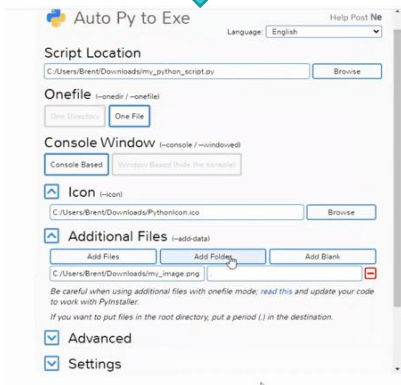 Auto Py to Exe
Help Post Ne
Language: English
Script Location
C:/Users/Brent/Downloads/my_python_script.py Browse
Onefile (--onedir / --onefile)
One Directory One File
Console Window (--console / --windowed)
Console Based Window Based (hide the console)
Icon (--icon)
C:/Users/Brent/Downloads/PythonIcon.ico Browse
Additional Files (--add-data)
Add Files Add Folder Add Blank
C:/Users/Brent/Downloads/my_image.png .
Be careful when using additional files with onefile mode; read this and update your code
to work with PyInstaller.
If you want to put files in the root directory, put a period (.) in the destination.
Advanced
Settings